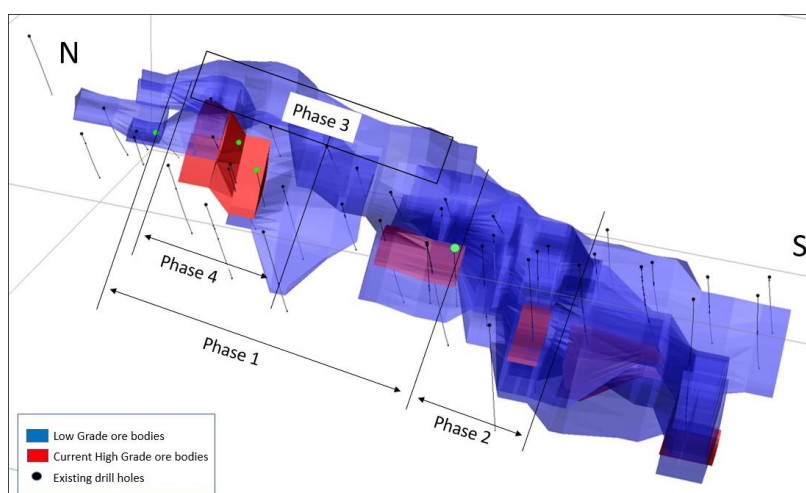 N
Phase 3
S
Phase 4
Phase 1
Phase 2
Low Grade ore bodies
Current High Grade ore bodies
Existing drill holes